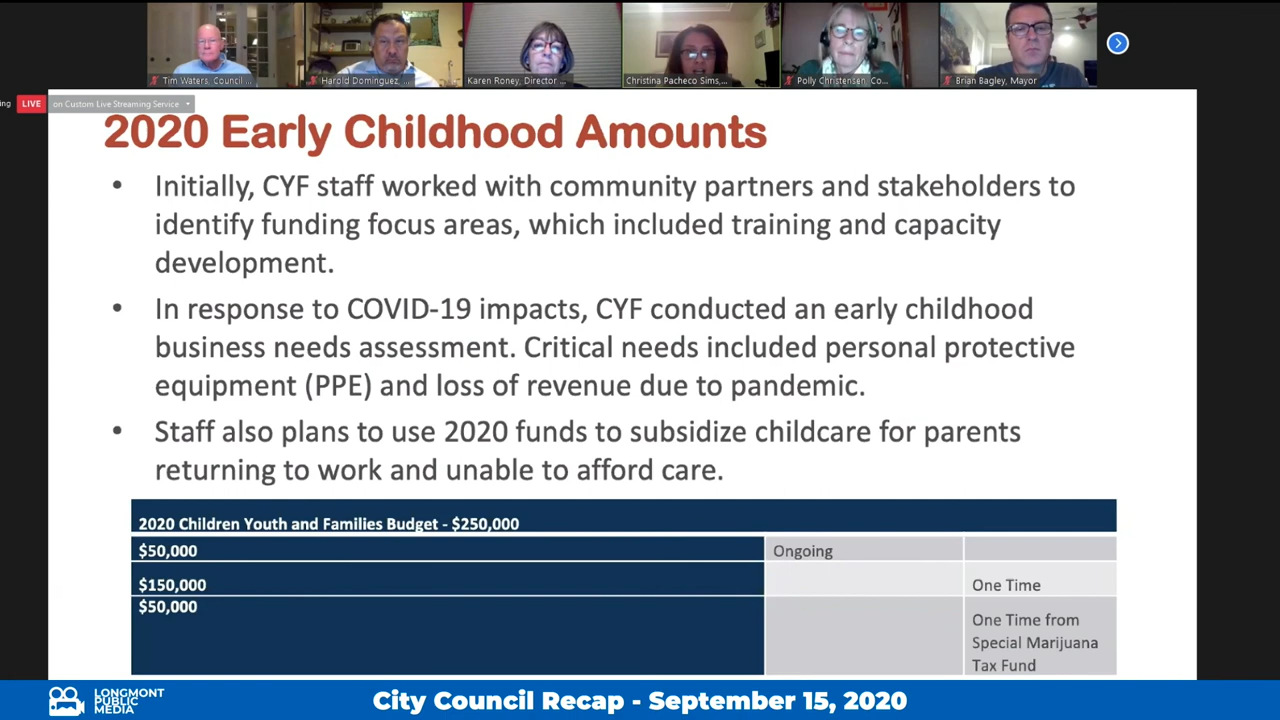 Tim Waters, Council ...
Harold Dominguez, ...
Karen Roney, Director ...
Christina Pacheco Sims,...
Polly Christensen, Co...
Brian Bagley, Mayor
ing
LIVE
on Custom Live Streaming Service
2020 Early Childhood Amounts
• Initially, CYF staff worked with community partners and stakeholders to
identify funding focus areas, which included training and capacity
development.
• In response to COVID-19 impacts, CYF conducted an early childhood
business needs assessment. Critical needs included personal protective
equipment (PPE) and loss of revenue due to pandemic.
• Staff also plans to use 2020 funds to subsidize childcare for parents
returning to work and unable to afford care.
2020 Children Youth and Families Budget - $250,000
$50,000
Ongoing
$150,000
One Time
$50,000
One Time from
Special Marijuana
Tax Fund
LONGMONT
PUBLIC
MEDIA
City Council Recap - September 15, 2020